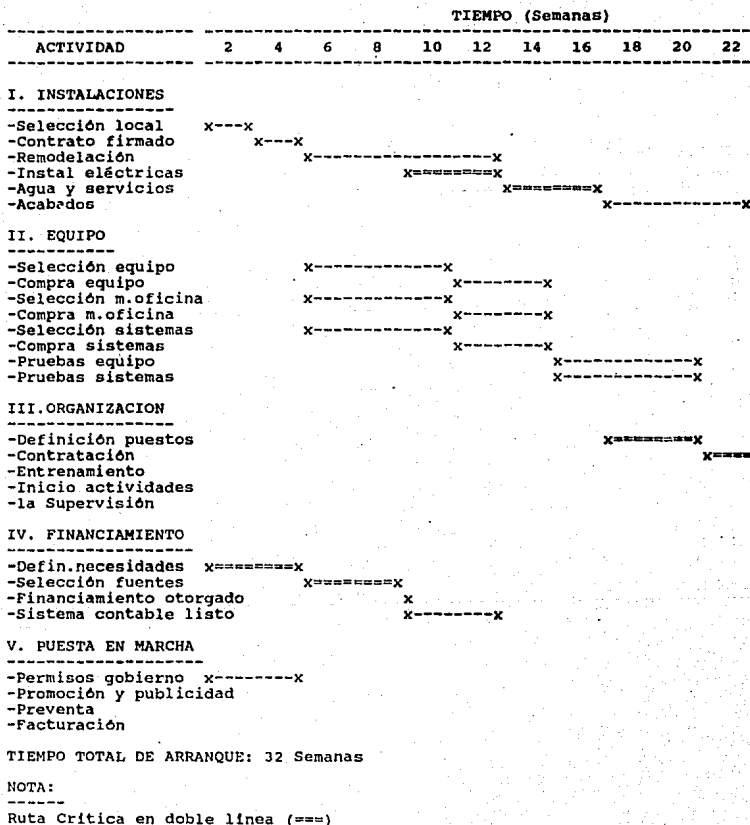 TIEMPO (Semanas)
------------------- ------------------------------------------------------
ACTIVIDAD 2 4 6 8 10 12 14 16 18 20 22
--------------------------------------------------------------------------
I. INSTALACIONES
-----------------
-Selección local x---x
-Contrato firmado x---x
-Remodelación x-------------------x
-Instal eléctricas x========x
-Agua y servicios x========x
-Acabados x--------------x
II. EQUIPO
-----------
-Selección equipo x-------------x
-Compra equipo x--------x
-Selección m.oficina x-------------x
-Compra m.oficina x--------x
-Selección sistemas x-------------x
-Compra sistemas x--------x
-Pruebas equipo x-------------x
-Pruebas sistemas x-------------x
III.ORGANIZACION
-----------------
-Definición puestos x========x
-Contratación x====
-Entrenamiento
-Inicio actividades
-la Supervisión
IV. FINANCIAMIENTO
-------------------
-Defin.necesidades x========x
-Selección fuentes x========x
-Financiamiento otorgado x
-Sistema contable listo x--------x
V. PUESTA EN MARCHA
--------------------
-Permisos gobierno x--------x
-Promoción y publicidad
-Preventa
-Facturación
TIEMPO TOTAL DE ARRANQUE: 32 Semanas
NOTA:
------
Ruta Crítica en doble línea (===)